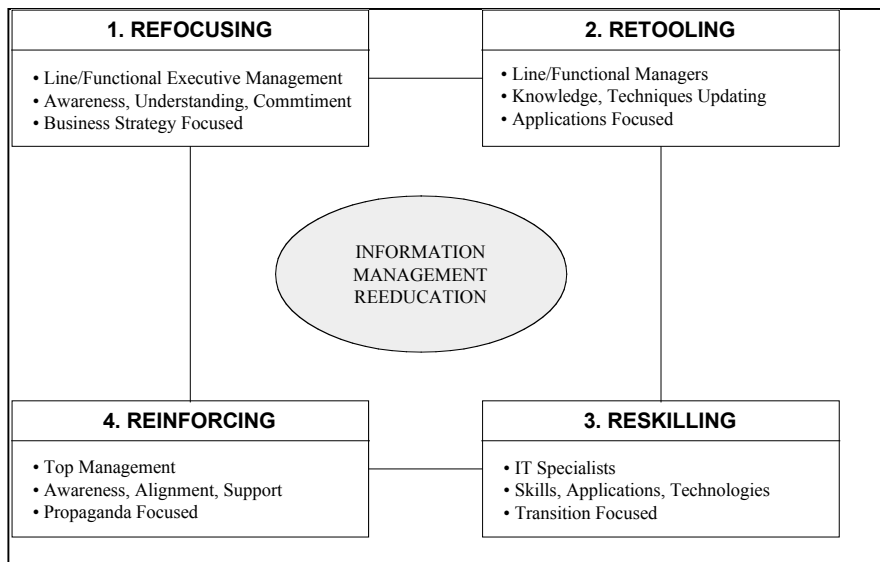 1. REFOCUSING
• Line/Functional Executive Management
• Awareness, Understanding, Commtiment
• Business Strategy Focused
2. RETOOLING
• Line/Functional Managers
• Knowledge, Techniques Updating
• Applications Focused
INFORMATION
MANAGEMENT
REEDUCATION
4. REINFORCING
• Top Management
• Awareness, Alignment, Support
• Propaganda Focused
3. RESKILLING
• IT Specialists
• Skills, Applications, Technologies
• Transition Focused